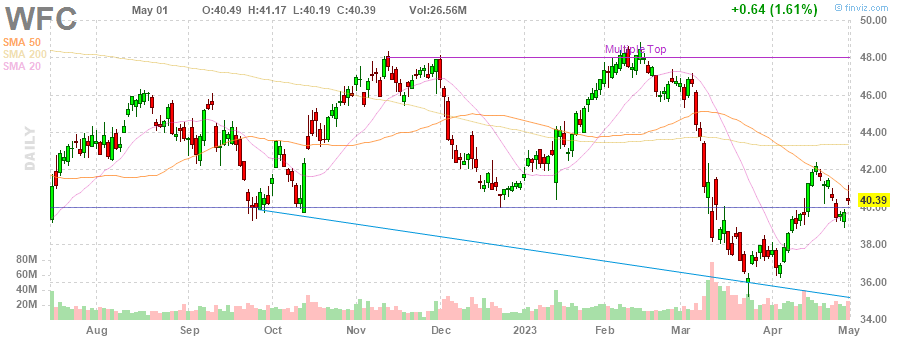 WFC May 01 O:40.49 H:41.17 L:40.19 C:40.39 Vol:26.56M +0.64 (1.61%) © finviz.com
SMA 50
SMA 200
SMA 20
DAILY
Multiple Top
50.00
48.00
46.00
44.00
42.00
40.39
40.00
38.00
36.00
34.00
80M
60M
40M
20M
Aug Sep Oct Nov Dec 2023 Feb Mar Apr May